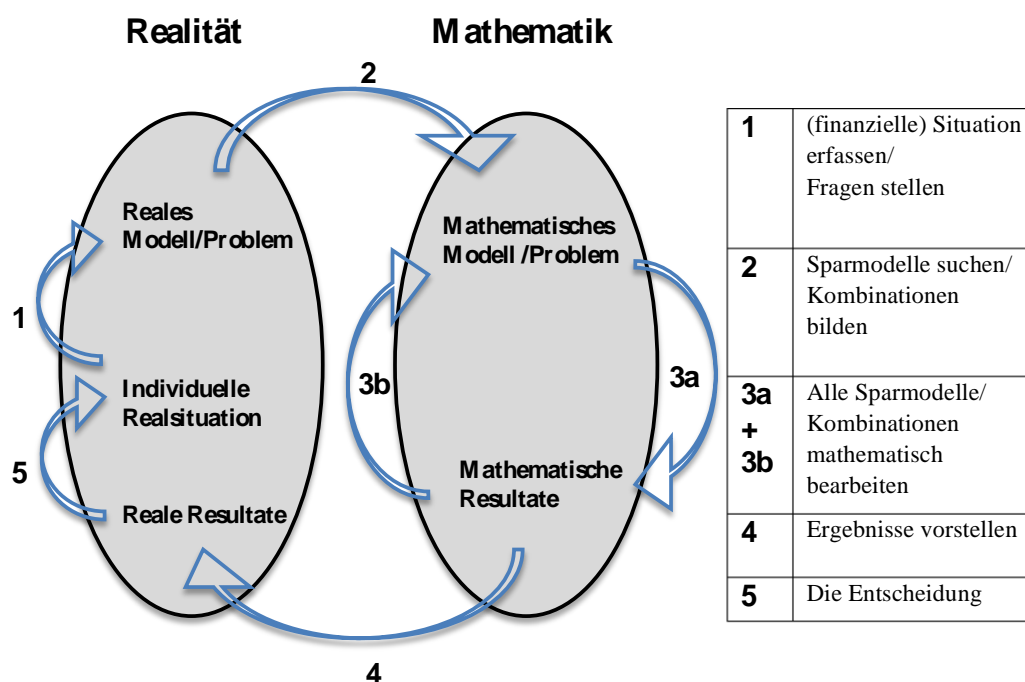 Realität
Mathematik
2
Reales
Modell/Problem
Mathematisches
Modell /Problem
1
3b
3a
Individuelle
Realsituation
5
Mathematische
Resultate
Reale Resultate
4
1
(finanzielle) Situation
erfassen/
Fragen stellen
2
Sparmodelle suchen/
Kombinationen
bilden
3a
+
3b
Alle Sparmodelle/
Kombinationen
mathematisch
bearbeiten
4
Ergebnisse vorstellen
5
Die Entscheidung